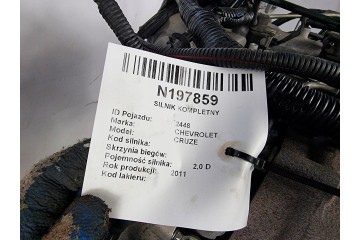 N197859
SILNIK KOMPLETNY
ID Pojazdu: 2448
Marka: CHEVROLET
Model: CRUZE
Kod silnika:
Skrzynia biegów:
Pojemność silnika: 2,0 D
Rok produkcji: 2011
Kod lakieru: